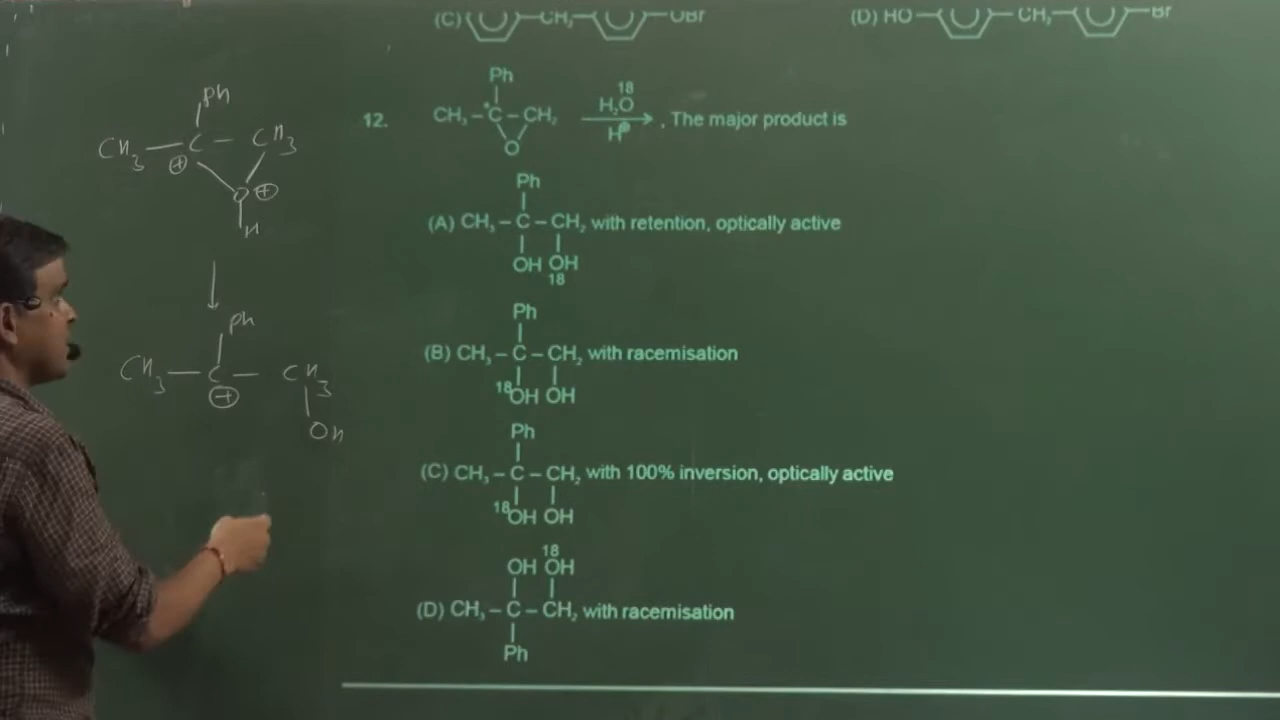 (C) CH₂ OBr
(D) HO CH₂ Br
Ph
CH₃ C CH₃
⊕
O ⊕
H
Ph
CH₃ C CH₃
⊕
OH
12.
Ph
CH₃ – *C – CH₂
O
H₂O¹⁸
H⊕
, The major product is
Ph
(A) CH₃ – C – CH₂ with retention, optically active
OH OH
18
Ph
(B) CH₃ – C – CH₂ with racemisation
18OH OH
Ph
(C) CH₃ – C – CH₂ with 100% inversion, optically active
18OH OH
18
OH OH
(D) CH₃ – C – CH₂ with racemisation
Ph